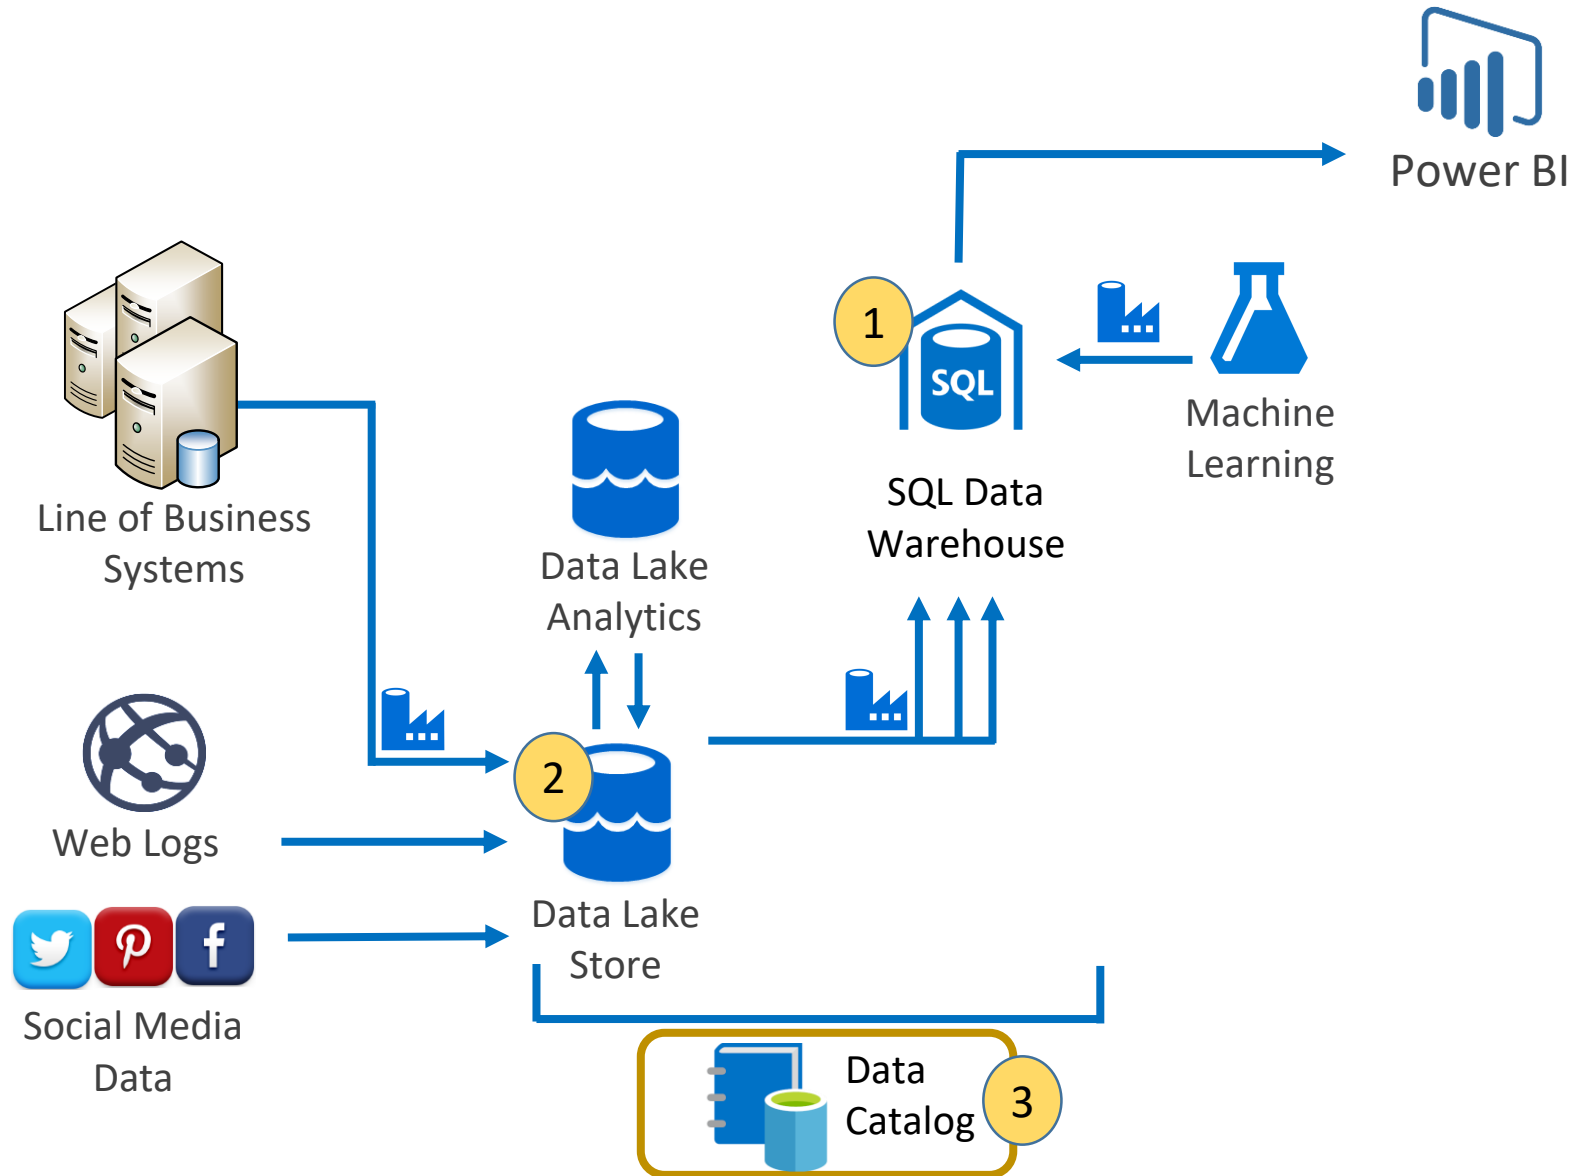 Power BI
1
SQL
Machine
Learning
SQL Data
Warehouse
Line of Business
Systems
Data Lake
Analytics
2
Web Logs
Data Lake
Store
Social Media
Data
Data
Catalog
3